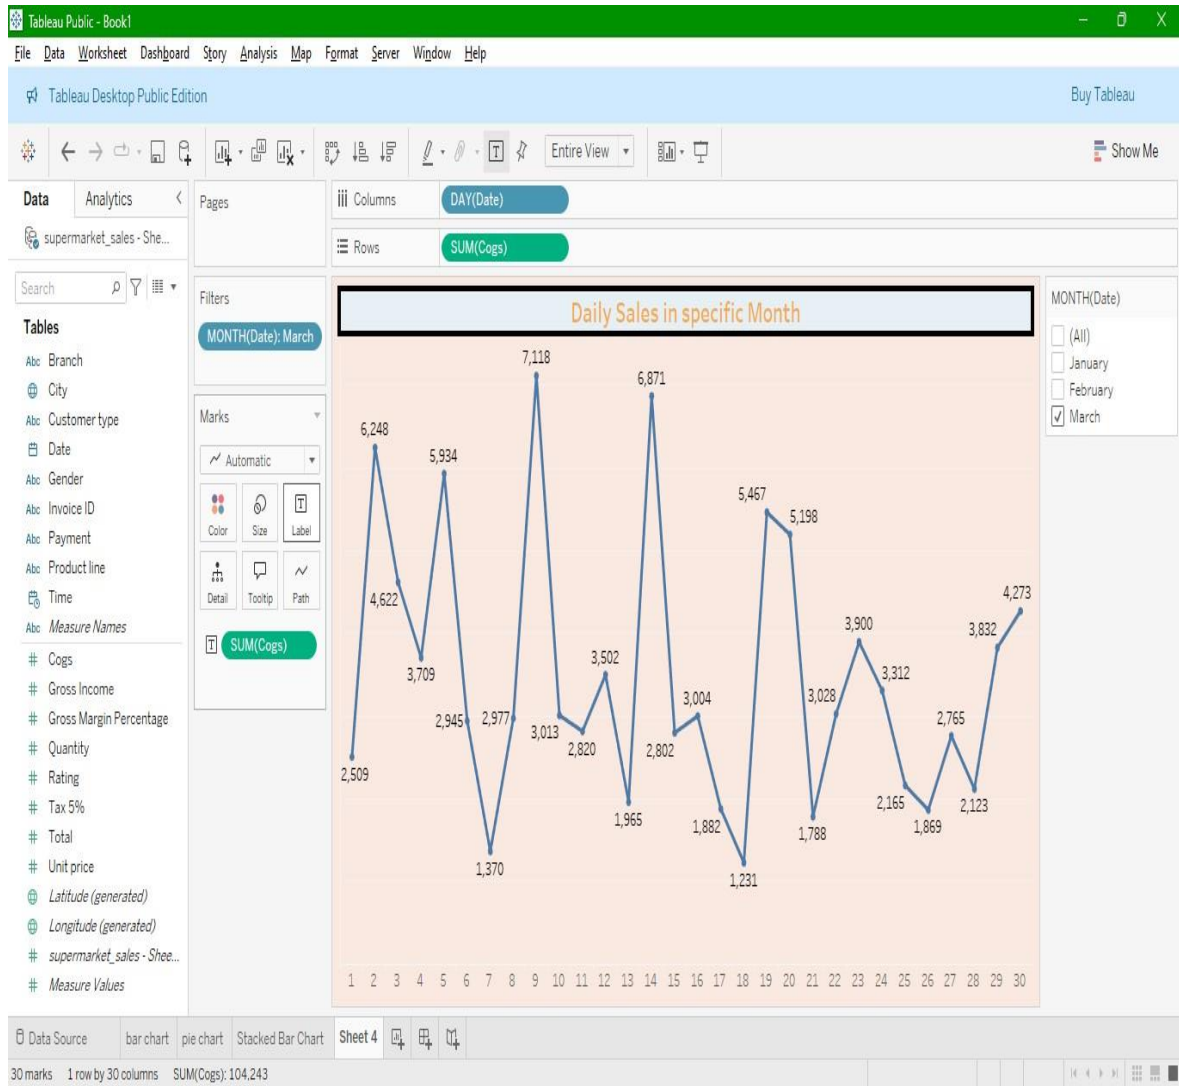 Tableau Public - Book1
File Data Worksheet Dashboard Story Analysis Map Format Server Window Help
Tableau Desktop Public Edition
Buy Tableau
Entire View
Show Me
Data Analytics
supermarket_sales - She...
Search
Tables
Abc Branch
City
Abc Customer type
Date
Abc Gender
Abc Invoice ID
Abc Payment
Abc Product line
Time
Abc Measure Names
# Cogs
# Gross Income
# Gross Margin Percentage
# Quantity
# Rating
# Tax 5%
# Total
# Unit price
Latitude (generated)
Longitude (generated)
# supermarket_sales - Shee...
# Measure Values
Pages
Filters
MONTH(Date): March
Marks
Automatic
Color Size Label
Detail Tooltip Path
SUM(Cogs)
Columns DAY(Date)
Rows SUM(Cogs)
Daily Sales in specific Month
7,118
6,871
6,248
5,934
5,467
5,198
4,622
4,273
3,900
3,832
3,709
3,502
3,312
3,028
3,004
2,945
2,977
3,013
2,820
2,802
2,765
2,509
2,165
2,123
1,965
1,882
1,869
1,788
1,370
1,231
1 2 3 4 5 6 7 8 9 10 11 12 13 14 15 16 17 18 19 20 21 22 23 24 25 26 27 28 29 30
MONTH(Date)
(All)
January
February
March
Data Source bar chart pie chart Stacked Bar Chart Sheet 4
30 marks 1 row by 30 columns SUM(Cogs): 104,243